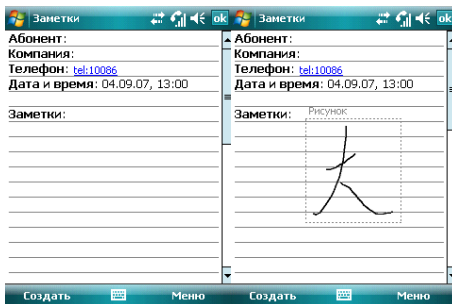 Заметки
ok
Абонент:
Компания:
Телефон: tel:10086
Дата и время: 04.09.07, 13:00
Заметки:
Создать
Меню
Заметки
ok
Абонент:
Компания:
Телефон: tel:10086
Дата и время: 04.09.07, 13:00
Заметки:
Рисунок
Создать
Меню